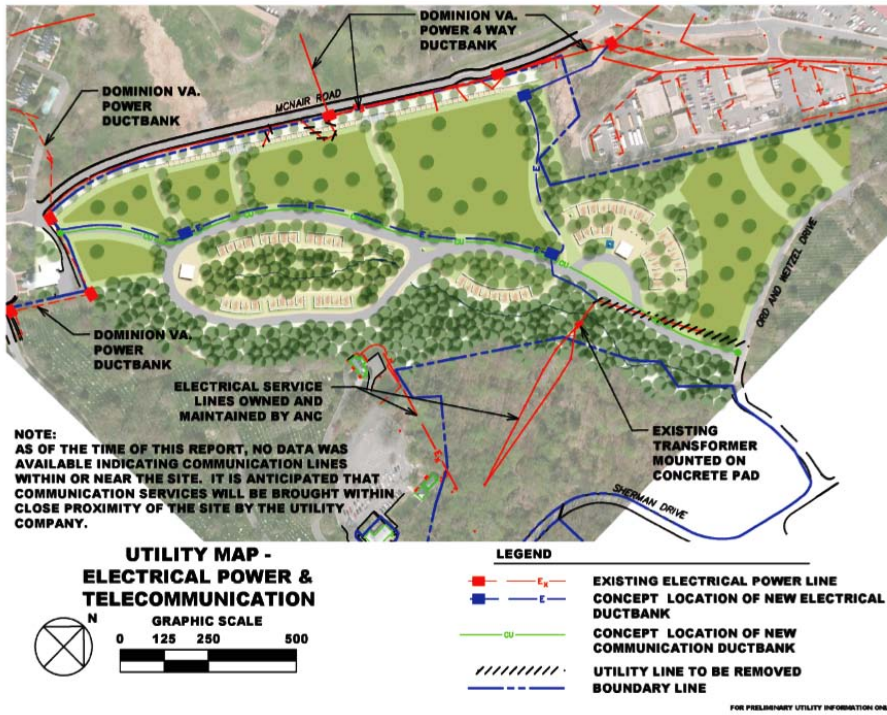 DOMINION VA.
POWER 4 WAY
DUCTBANK
DOMINION VA.
POWER
DUCTBANK
MCNAIR ROAD
E
E
CU
E
CU
E
CU
ORD AND WEITZEL DRIVE
DOMINION VA.
POWER
DUCTBANK
ELECTRICAL SERVICE
LINES OWNED AND
MAINTAINED BY ANC
EXISTING
TRANSFORMER
MOUNTED ON
CONCRETE PAD
SHERMAN DRIVE
NOTE:
AS OF THE TIME OF THIS REPORT, NO DATA WAS
AVAILABLE INDICATING COMMUNICATION LINES
WITHIN OR NEAR THE SITE. IT IS ANTICIPATED THAT
COMMUNICATION SERVICES WILL BE BROUGHT WITHIN
CLOSE PROXIMITY OF THE SITE BY THE UTILITY
COMPANY.
UTILITY MAP -
ELECTRICAL POWER &
TELECOMMUNICATION
N
GRAPHIC SCALE
0 125 250 500
LEGEND
EX EXISTING ELECTRICAL POWER LINE
E CONCEPT LOCATION OF NEW ELECTRICAL
DUCTBANK
CU CONCEPT LOCATION OF NEW
COMMUNICATION DUCTBANK
UTILITY LINE TO BE REMOVED
BOUNDARY LINE
FOR PRELIMINARY UTILITY INFORMATION